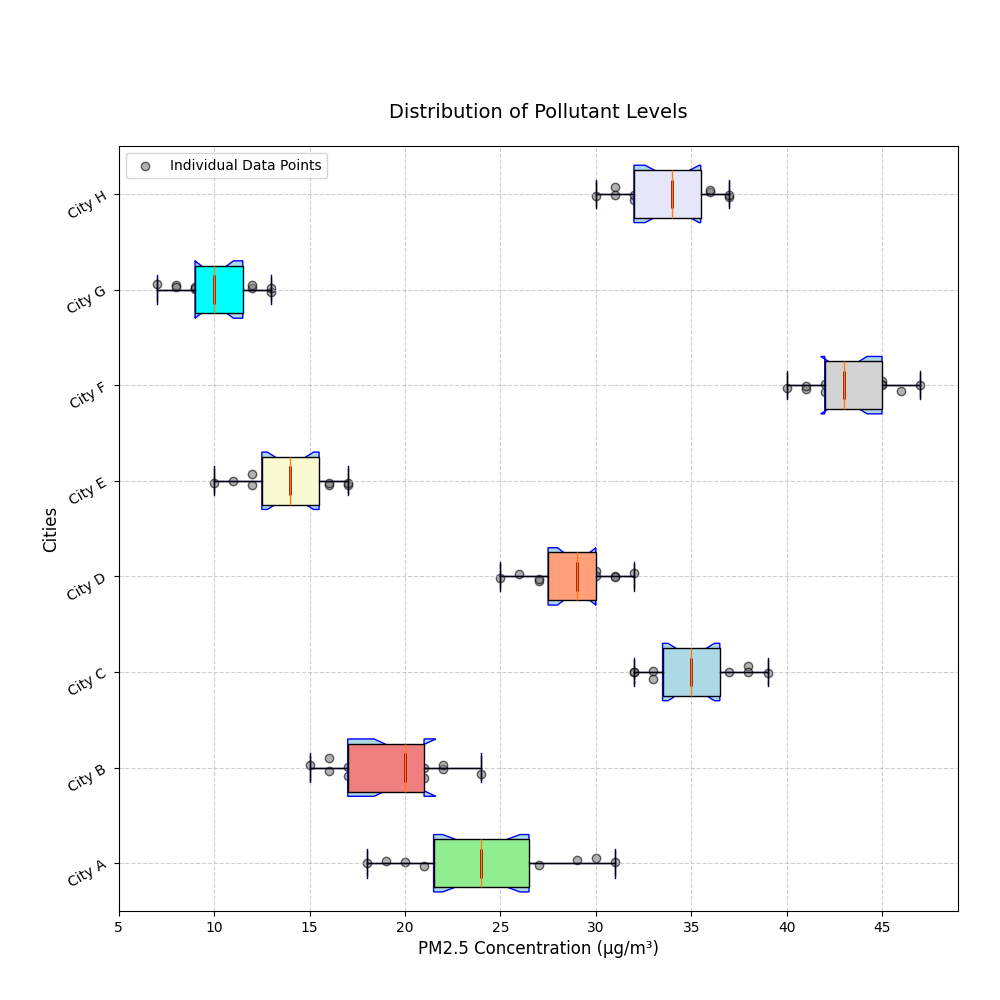 Distribution of Pollutant Levels
Individual Data Points
Cities
City H
City G
City F
City E
City D
City C
City B
City A
5 10 15 20 25 30 35 40 45
PM2.5 Concentration (µg/m³)